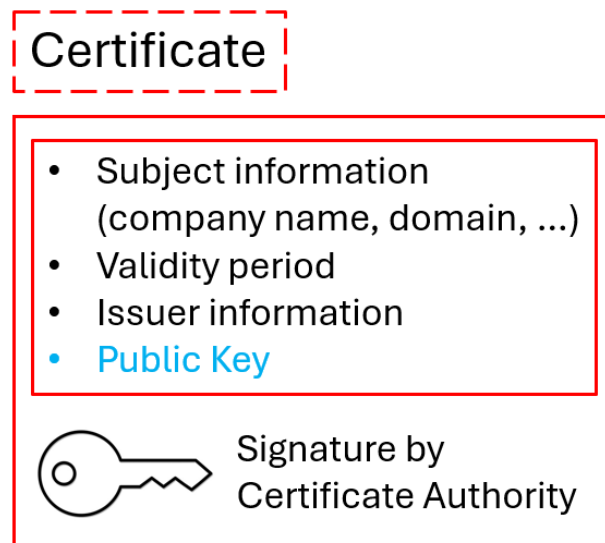 Certificate
• Subject information
(company name, domain, ...)
• Validity period
• Issuer information
• Public Key
Signature by
Certificate Authority